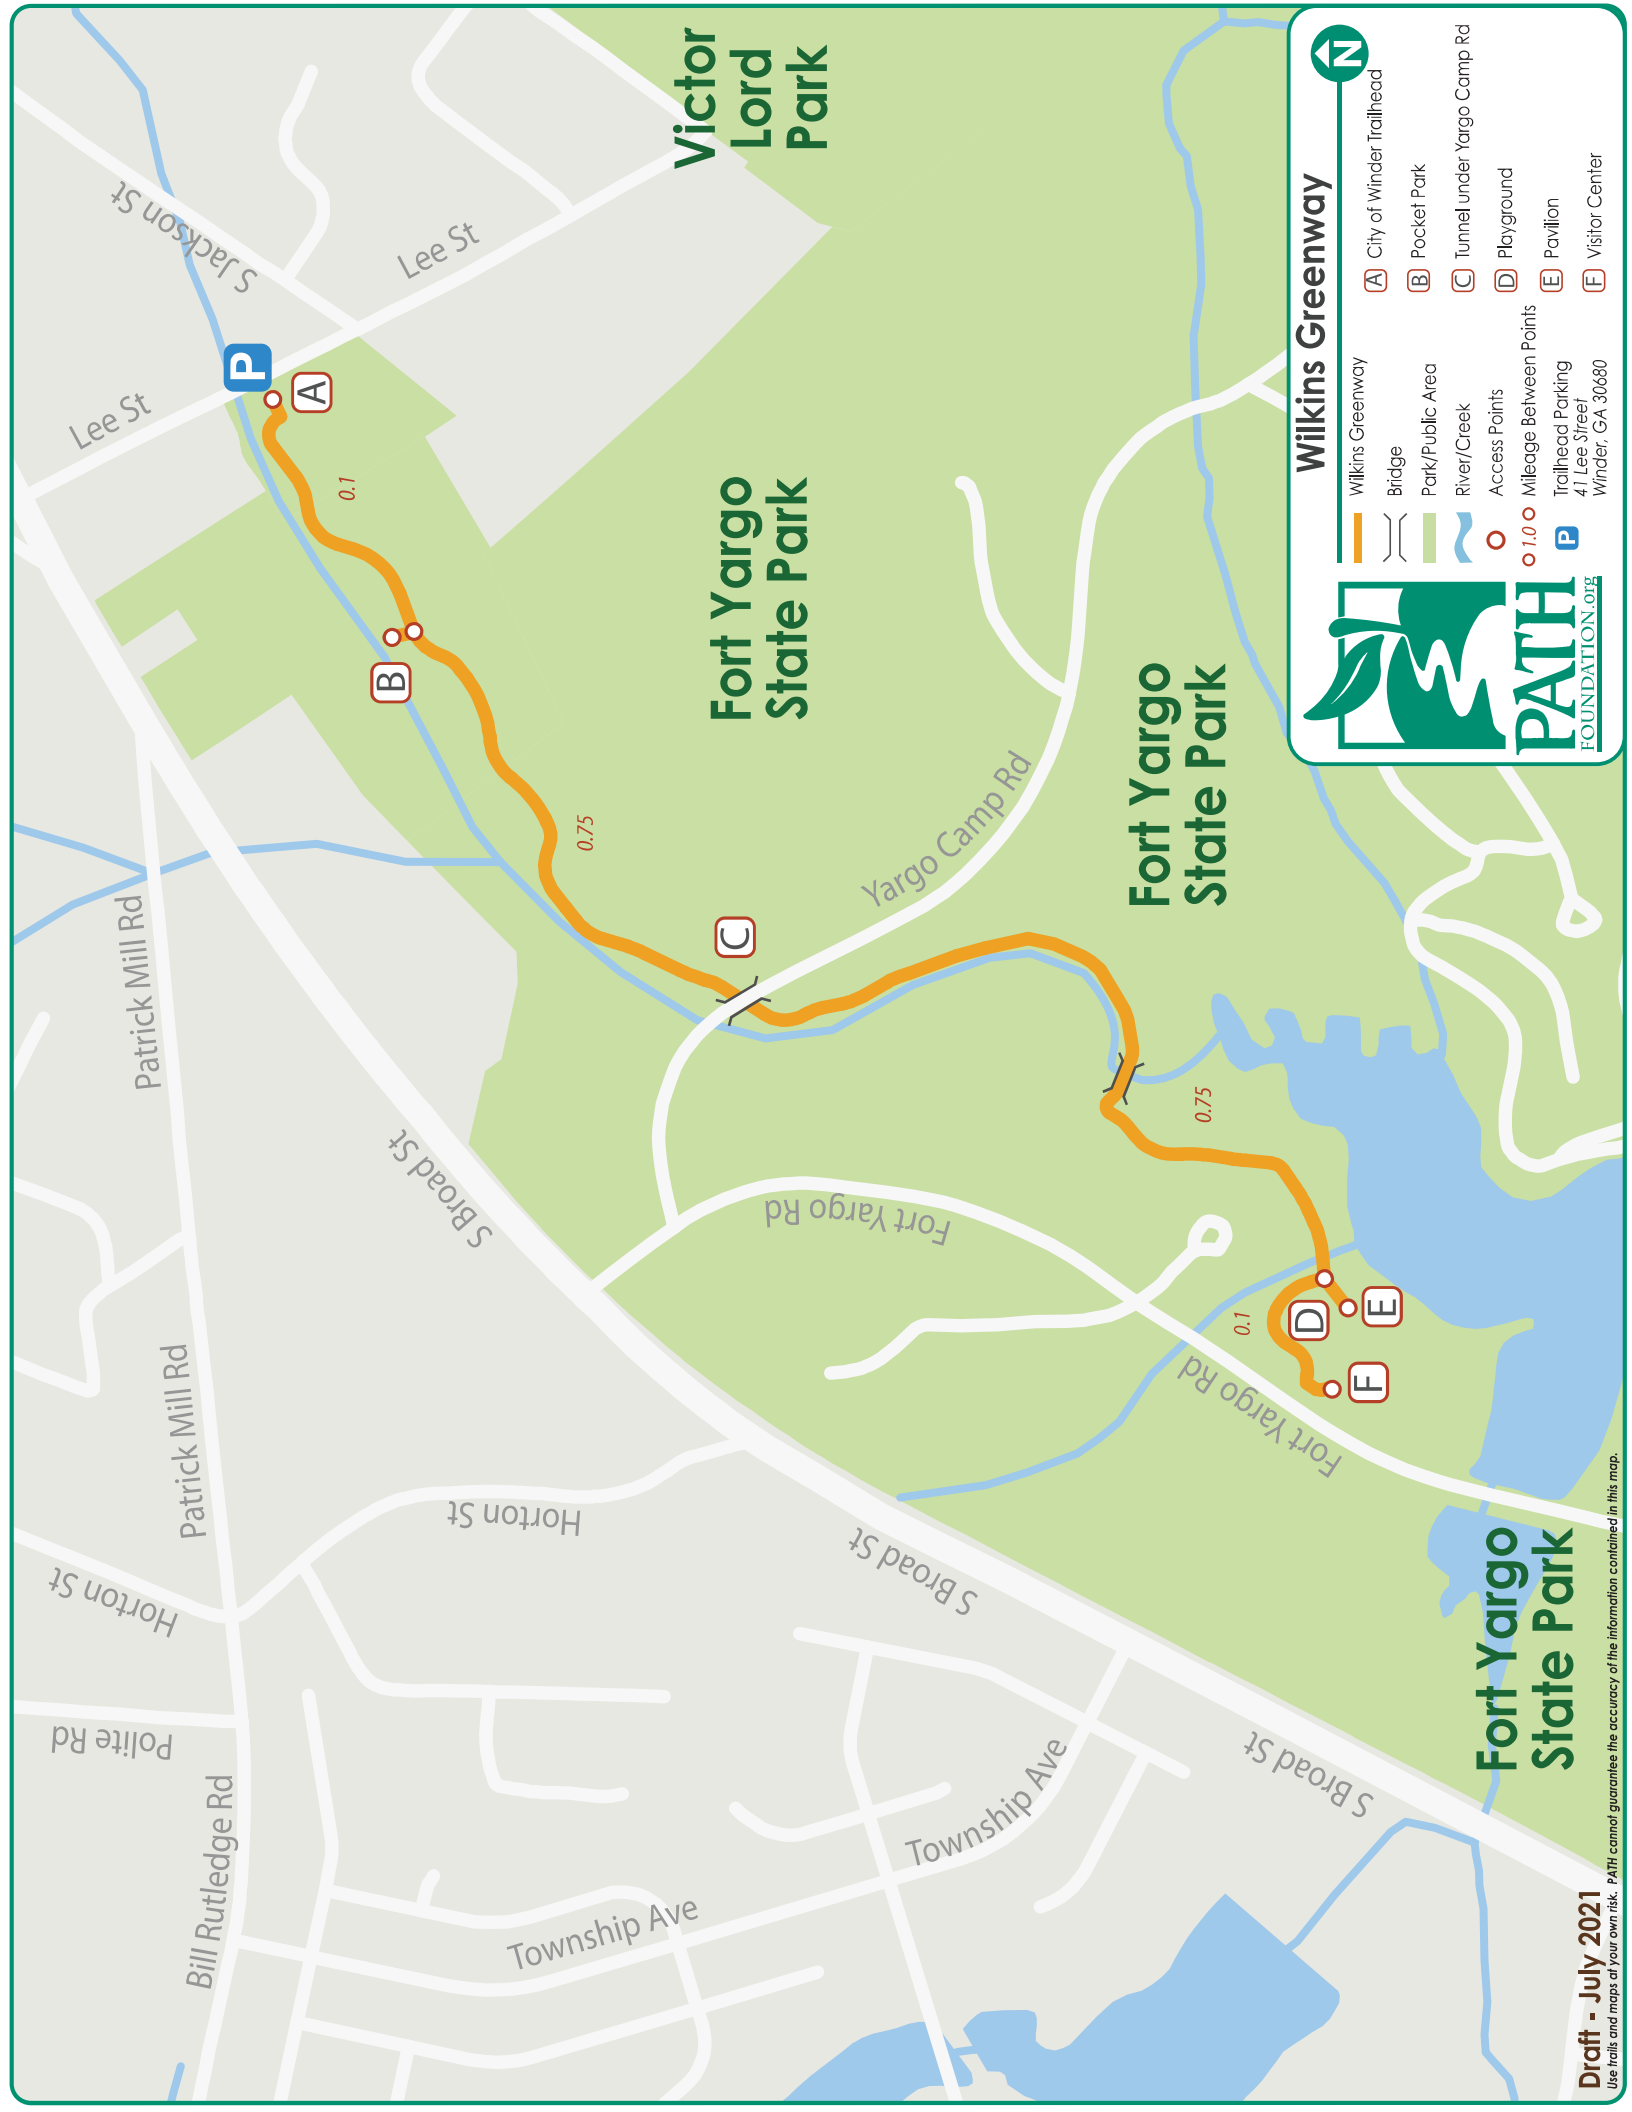 Victor
Lord
Park
S Jackson St
Lee St
Lee St
P
A
0.1
B
Fort Yargo
State Park
0.75
C
Yargo Camp Rd
Fort Yargo
State Park
Patrick Mill Rd
S Broad St
Fort Yargo Rd
0.75
0.1
D
E
F
Fort Yargo Rd
Patrick Mill Rd
Horton St
Horton St
S Broad St
Polite Rd
Bill Rutledge Rd
Township Ave
Township Ave
S Broad St
Fort Yargo
State Park
Wilkins Greenway
N
Wilkins Greenway
Bridge
Park/Public Area
River/Creek
Access Points
1.0 Mileage Between Points
P Trailhead Parking
41 Lee Street
Winder, GA 30680
A City of Winder Trailhead
B Pocket Park
C Tunnel under Yargo Camp Rd
D Playground
E Pavilion
F Visitor Center
PATH
FOUNDATION.org
Draft - July 2021
Use trails and maps at your own risk. PATH cannot guarantee the accuracy of the information contained in this map.